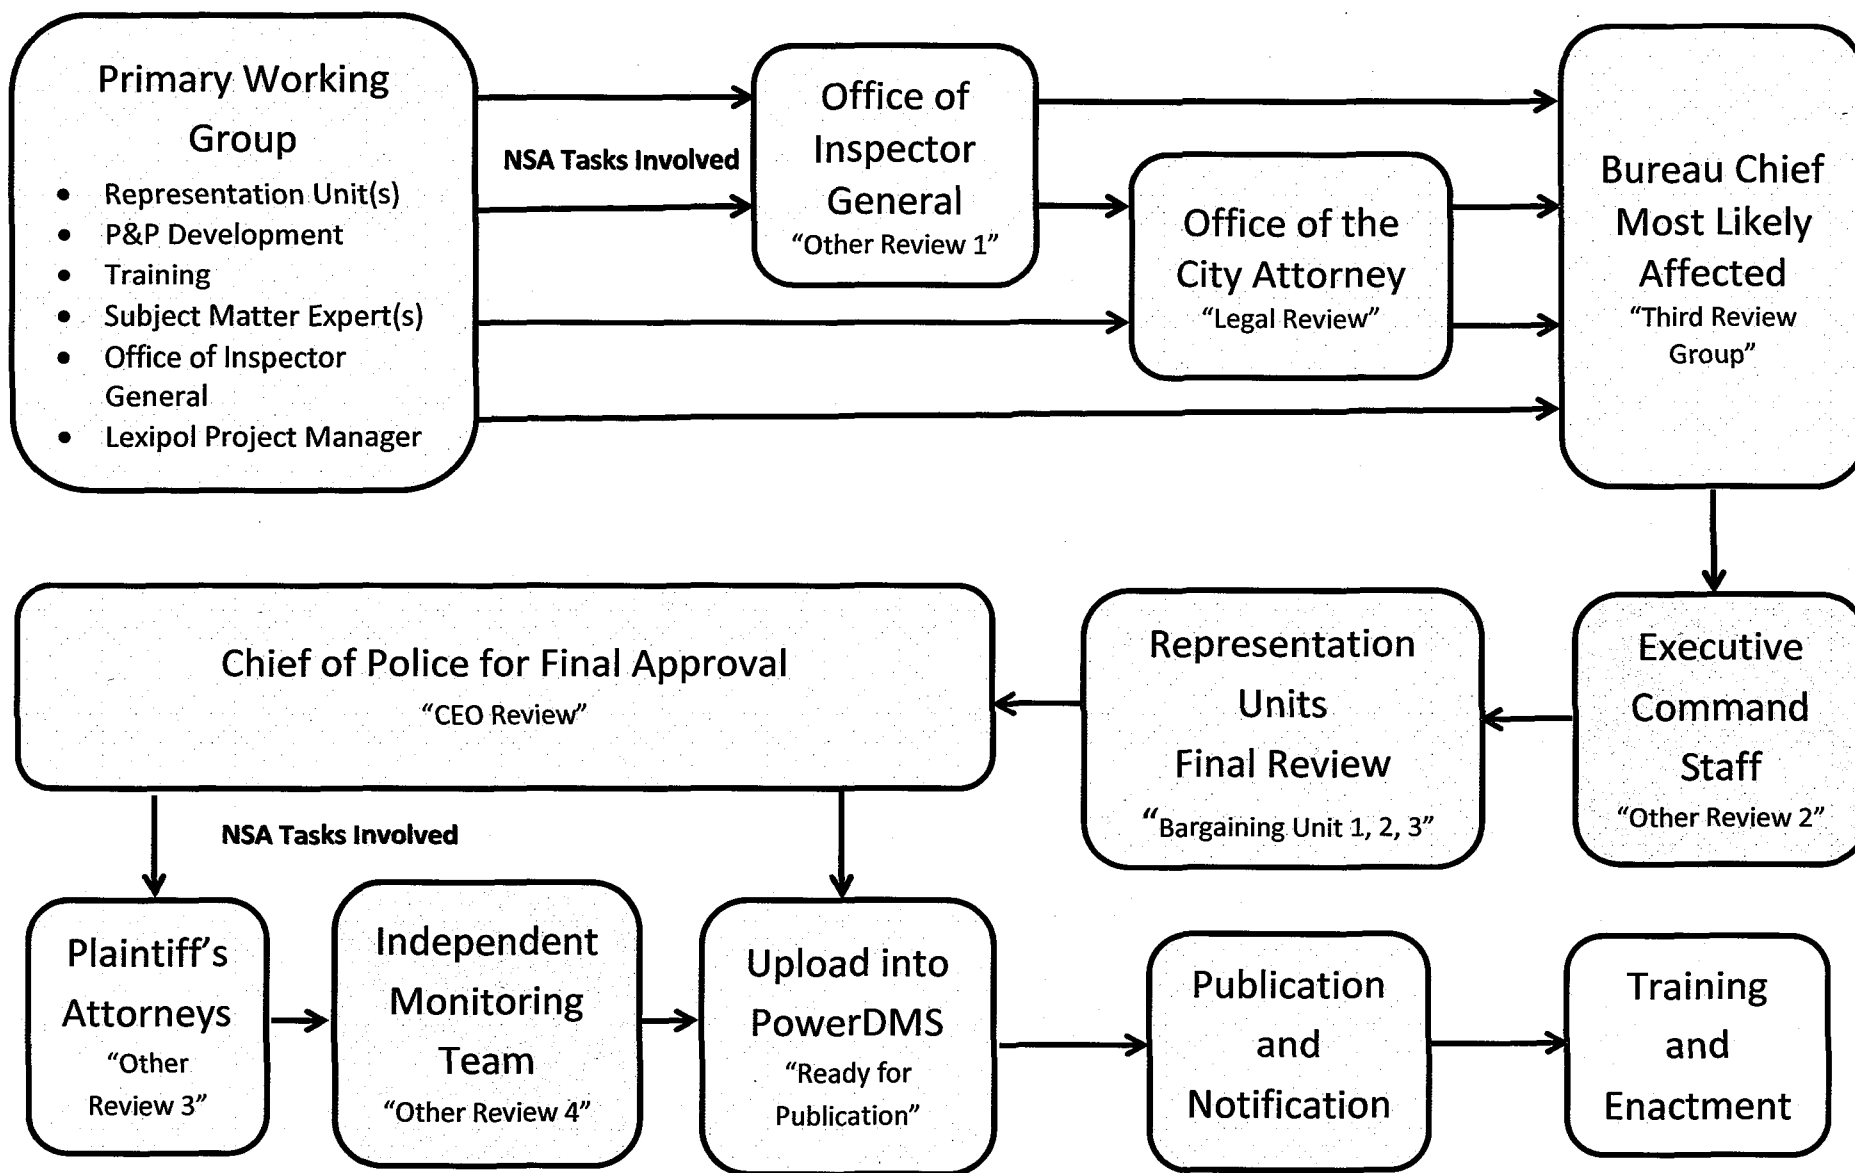 Primary Working
Group
• Representation Unit(s)
• P&P Development
• Training
• Subject Matter Expert(s)
• Office of Inspector
General
• Lexipol Project Manager
NSA Tasks Involved
Office of
Inspector
General
“Other Review 1”
Office of the
City Attorney
“Legal Review”
Bureau Chief
Most Likely
Affected
“Third Review
Group”
Executive
Command
Staff
“Other Review 2”
Representation
Units
Final Review
“Bargaining Unit 1, 2, 3”
Chief of Police for Final Approval
“CEO Review”
NSA Tasks Involved
Plaintiff’s
Attorneys
“Other
Review 3”
Independent
Monitoring
Team
“Other Review 4”
Upload into
PowerDMS
“Ready for
Publication”
Publication
and
Notification
Training
and
Enactment